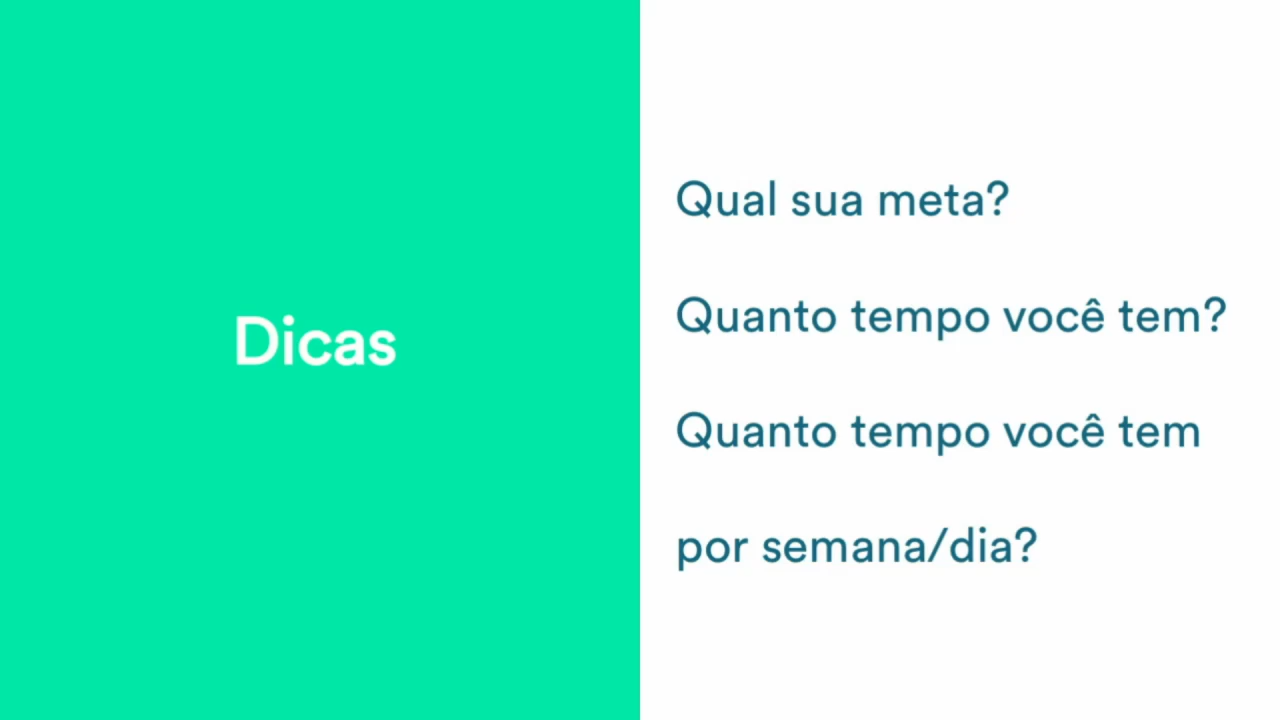 Dicas
Qual sua meta?
Quanto tempo você tem?
Quanto tempo você tem
por semana/dia?